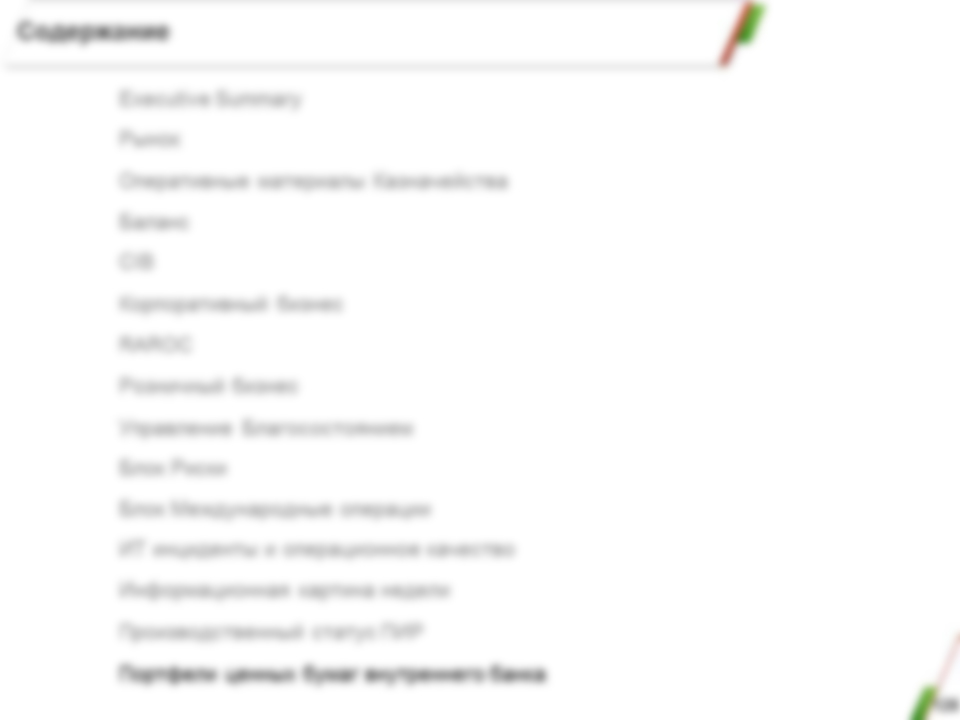 Содержание
Executive Summary
Рынок
Оперативные материалы Казначейства
Баланс
CIB
Корпоративный бизнес
RAROC
Розничный бизнес
Управление Благосостоянием
Блок Риски
Блок Международные операции
ИТ инциденты и операционное качество
Информационная картина недели
Производственный статус ПИР
Портфели ценных бумаг внутреннего банка